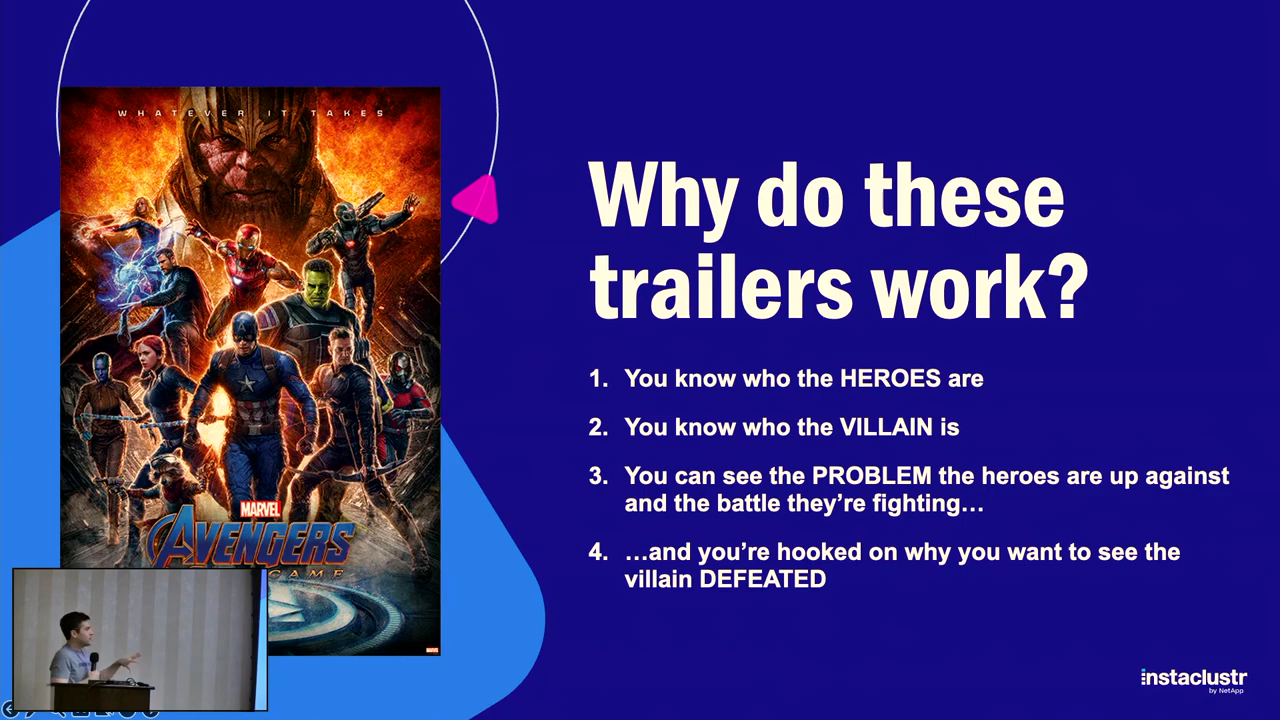 WHATEVER IT TAKES
MARVEL
AVENGERS
GAME
Why do these
trailers work?
1. You know who the HEROES are
2. You know who the VILLAIN is
3. You can see the PROBLEM the heroes are up against
and the battle they’re fighting…
4. …and you’re hooked on why you want to see the
villain DEFEATED
instaclustr
by NetApp